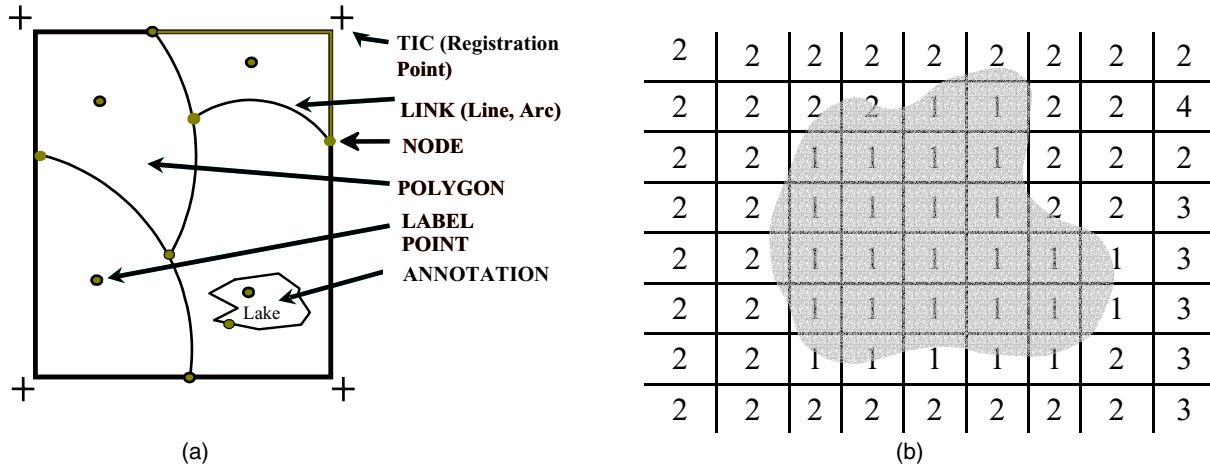 TIC (Registration
Point)
LINK (Line, Arc)
NODE
POLYGON
LABEL
POINT
ANNOTATION
Lake
(a)
2 2 2 2 2 2 2 2 2
2 2 2 2 1 1 2 2 4
2 2 1 1 1 1 2 2 2
2 2 1 1 1 1 2 2 3
2 2 1 1 1 1 1 1 3
2 2 1 1 1 1 1 1 3
2 2 1 1 1 1 1 2 3
2 2 2 2 2 2 2 2 3
(b)